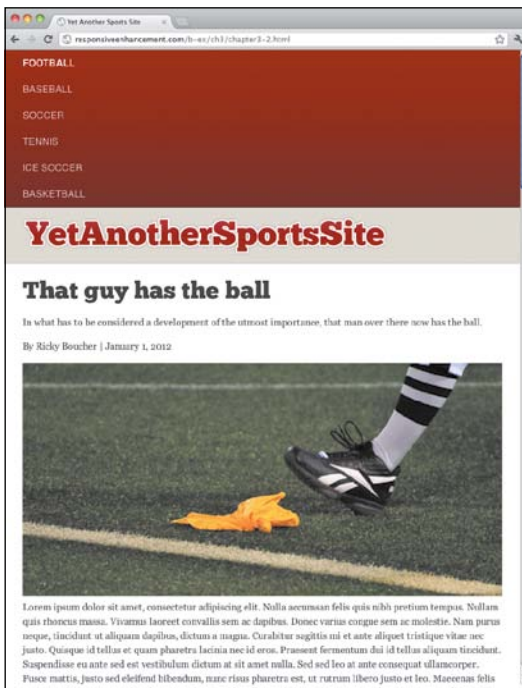 Yet Another Sports Site
responsiveenhancement.com/b-ex/ch3/chapter3-2.html
FOOTBALL
BASEBALL
SOCCER
TENNIS
ICE SOCCER
BASKETBALL
YetAnotherSportsSite
That guy has the ball
In what has to be considered a development of the utmost importance, that man over there now has the ball.
By Ricky Boucher | January 1, 2012
Lorem ipsum dolor sit amet, consectetur adipiscing elit. Nulla accumsan felis quis nibh pretium tempus. Nullam
quis rhoncus massa. Vivamus laoreet convallis sem ac dapibus. Donec varius congue sem ac molestie. Nam purus
neque, tincidunt ut aliquam dapibus, dictum a magna. Curabitur sagittis mi et ante aliquet tristique vitae nec
justo. Quisque id tellus et quam pharetra lacinia nec id eros. Praesent fermentum dui id tellus aliquam tincidunt.
Suspendisse eu ante sed est vestibulum dictum at sit amet nulla. Sed sed leo at ante consequat ullamcorper.
Fusce mattis, justo sed eleifend bibendum, nunc risus pharetra est, ut rutrum libero justo et leo. Maecenas felis